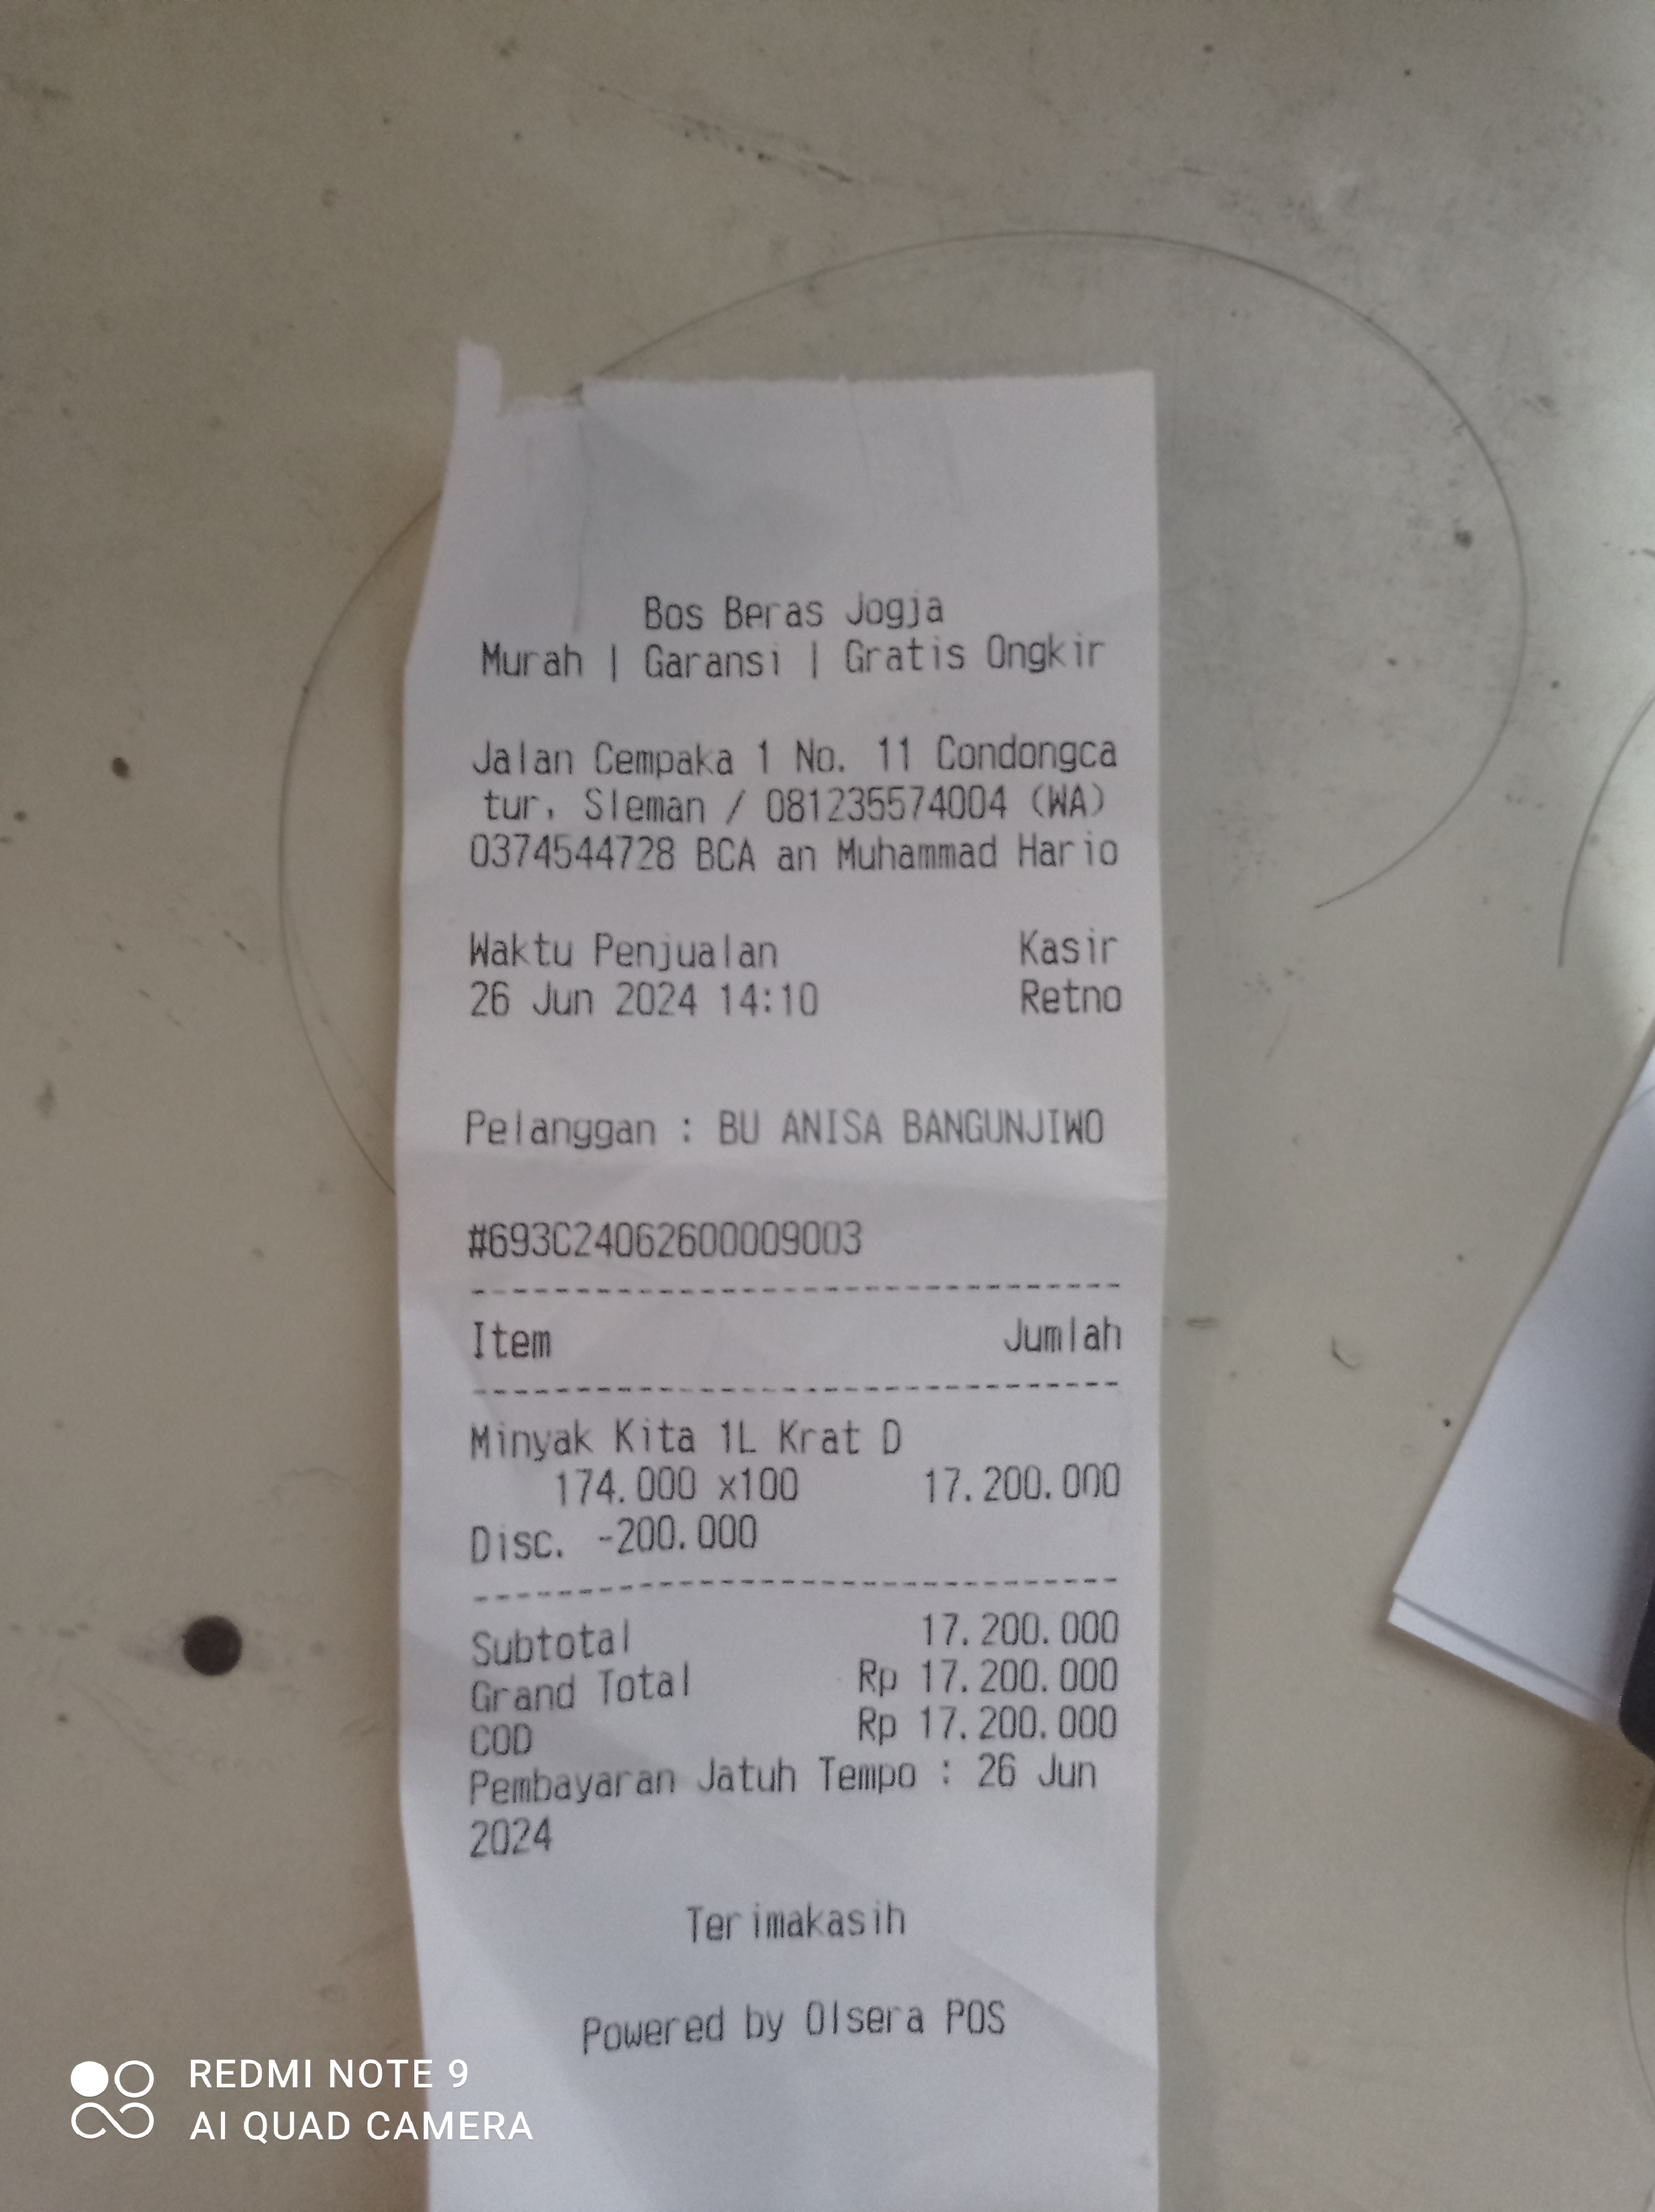 Bos Beras Jogja
Murah | Garansi | Gratis Ongkir
Jalan Cempaka 1 No. 11 Condongca
tur, Sleman / 081235574004 (WA)
0374544728 BCA an Muhammad Hario
Waktu Penjualan Kasir
26 Jun 2024 14:10 Retno
Pelanggan : BU ANISA BANGUNJIWO
#693C24062600009003
--------------------------------
Item Jumlah
--------------------------------
Minyak Kita 1L Krat D
174.000 x100 17.200.000
Disc. -200.000
--------------------------------
Subtotal 17.200.000
Grand Total Rp 17.200.000
COD Rp 17.200.000
Pembayaran Jatuh Tempo : 26 Jun
2024
Terimakasih
Powered by Olsera POS
REDMI NOTE 9
AI QUAD CAMERA